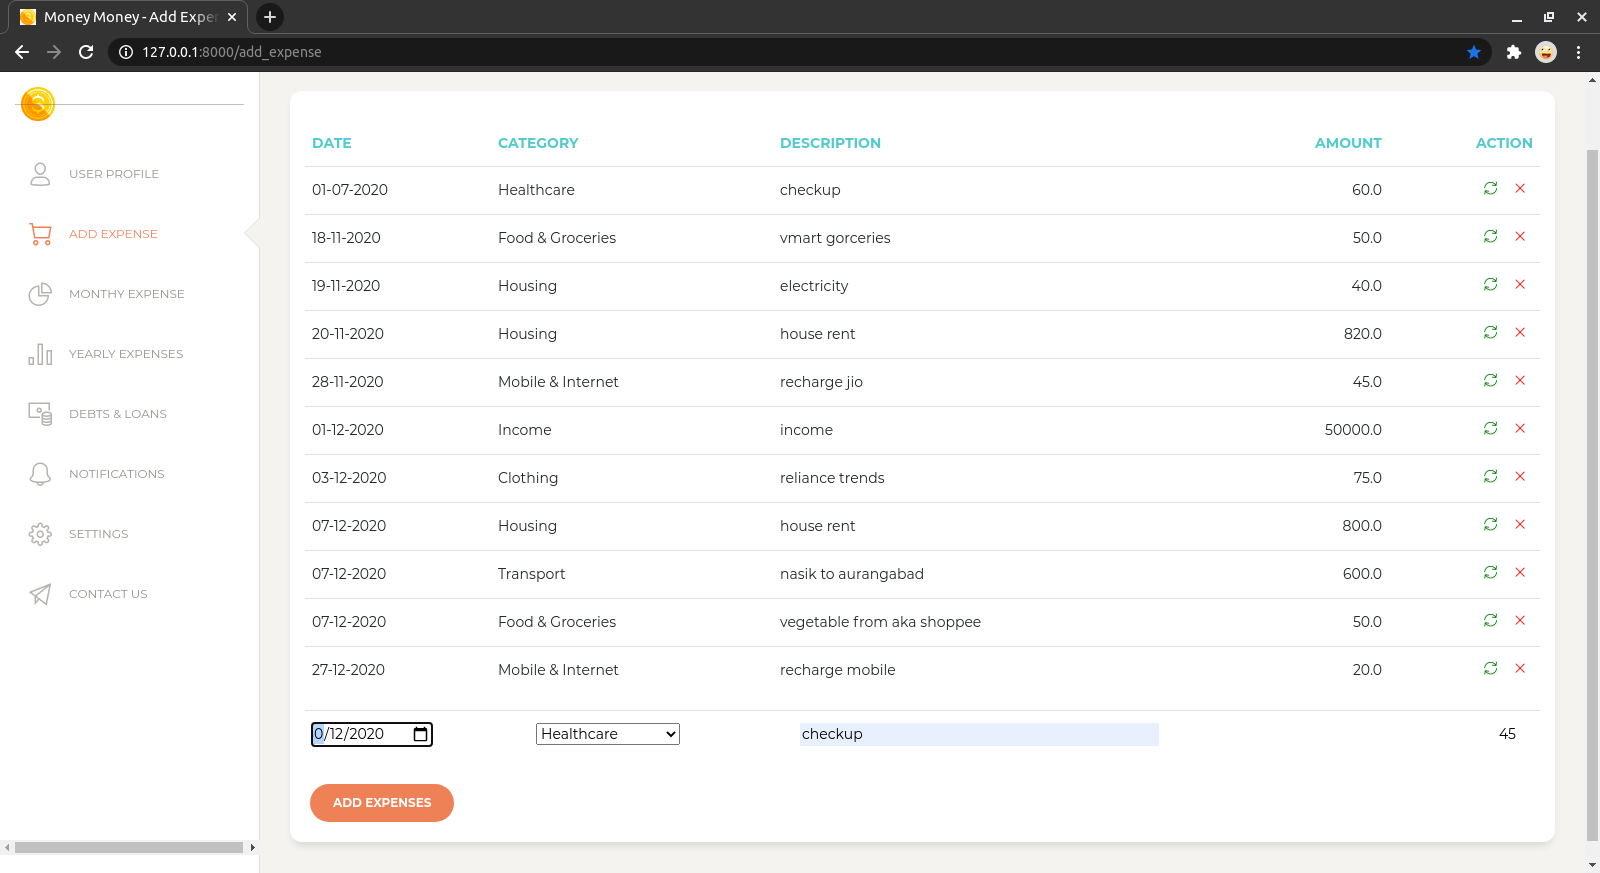 Money Money - Add Exper
127.0.0.1:8000/add_expense
USER PROFILE
ADD EXPENSE
MONTHY EXPENSE
YEARLY EXPENSES
DEBTS & LOANS
NOTIFICATIONS
SETTINGS
CONTACT US
DATE CATEGORY DESCRIPTION AMOUNT ACTION
01-07-2020 Healthcare checkup 60.0
18-11-2020 Food & Groceries vmart gorceries 50.0
19-11-2020 Housing electricity 40.0
20-11-2020 Housing house rent 820.0
28-11-2020 Mobile & Internet recharge jio 45.0
01-12-2020 Income income 50000.0
03-12-2020 Clothing reliance trends 75.0
07-12-2020 Housing house rent 800.0
07-12-2020 Transport nasik to aurangabad 600.0
07-12-2020 Food & Groceries vegetable from aka shoppee 50.0
27-12-2020 Mobile & Internet recharge mobile 20.0
0/12/2020 Healthcare checkup 45
ADD EXPENSES